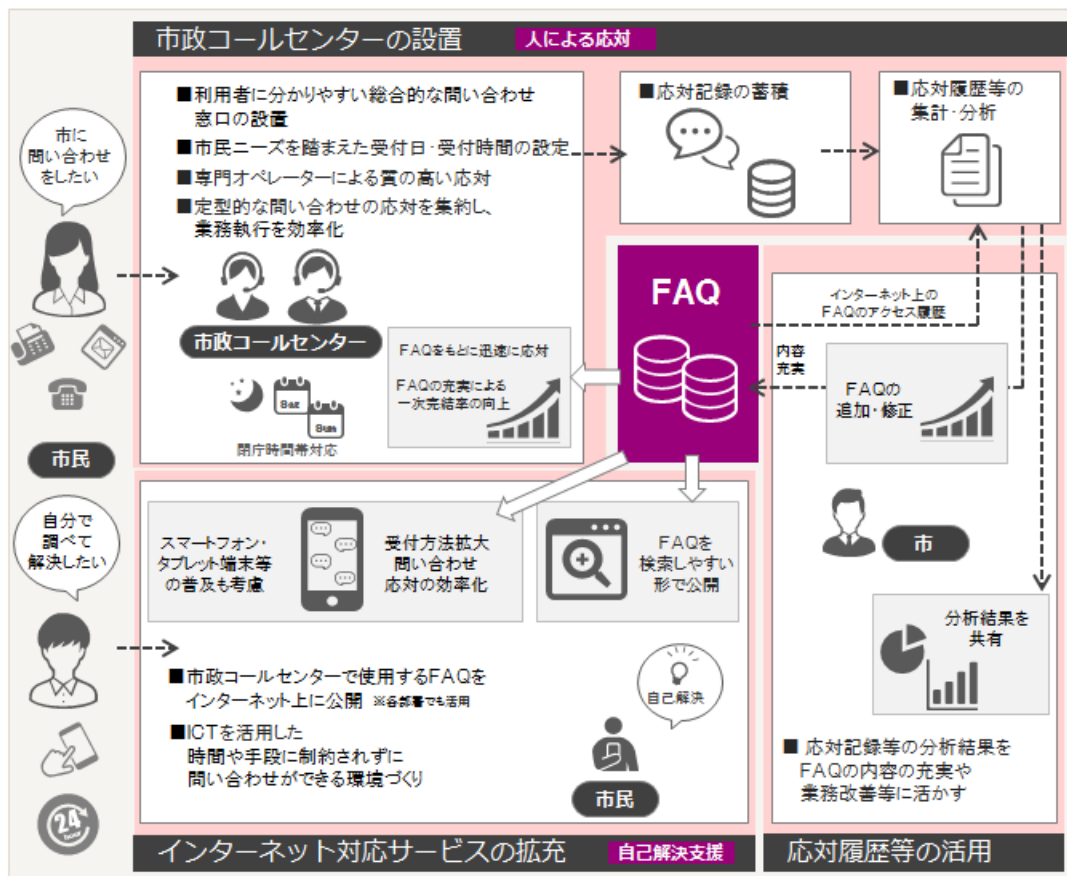 市政コールセンターの設置
人による応対
■利用者に分かりやすい総合的な問い合わせ
窓口の設置
■市民ニーズを踏まえた受付日・受付時間の設定
■専門オペレーターによる質の高い応対
■定型的な問い合わせの応対を集約し、
業務執行を効率化
市政コールセンター
閉庁時間帯対応
FAQをもとに迅速に応対
FAQの充実による
一次完結率の向上
■応対記録の蓄積
■応対履歴等の
集計・分析
市に
問い合わせ
をしたい
市民
自分で
調べて
解決したい
24
hour
FAQ
インターネット上の
FAQのアクセス履歴
内容
充実
FAQの
追加・修正
市
分析結果を
共有
■ 応対記録等の分析結果を
FAQの内容の充実や
業務改善等に活かす
応対履歴等の活用
スマートフォン・
タブレット端末等
の普及も考慮
受付方法拡大
問い合わせ
応対の効率化
FAQを
検索しやすい
形で公開
■市政コールセンターで使用するFAQを
インターネット上に公開 ※各部署でも活用
■ICTを活用した
時間や手段に制約されずに
問い合わせができる環境づくり
自己解決
市民
インターネット対応サービスの拡充
自己解決支援